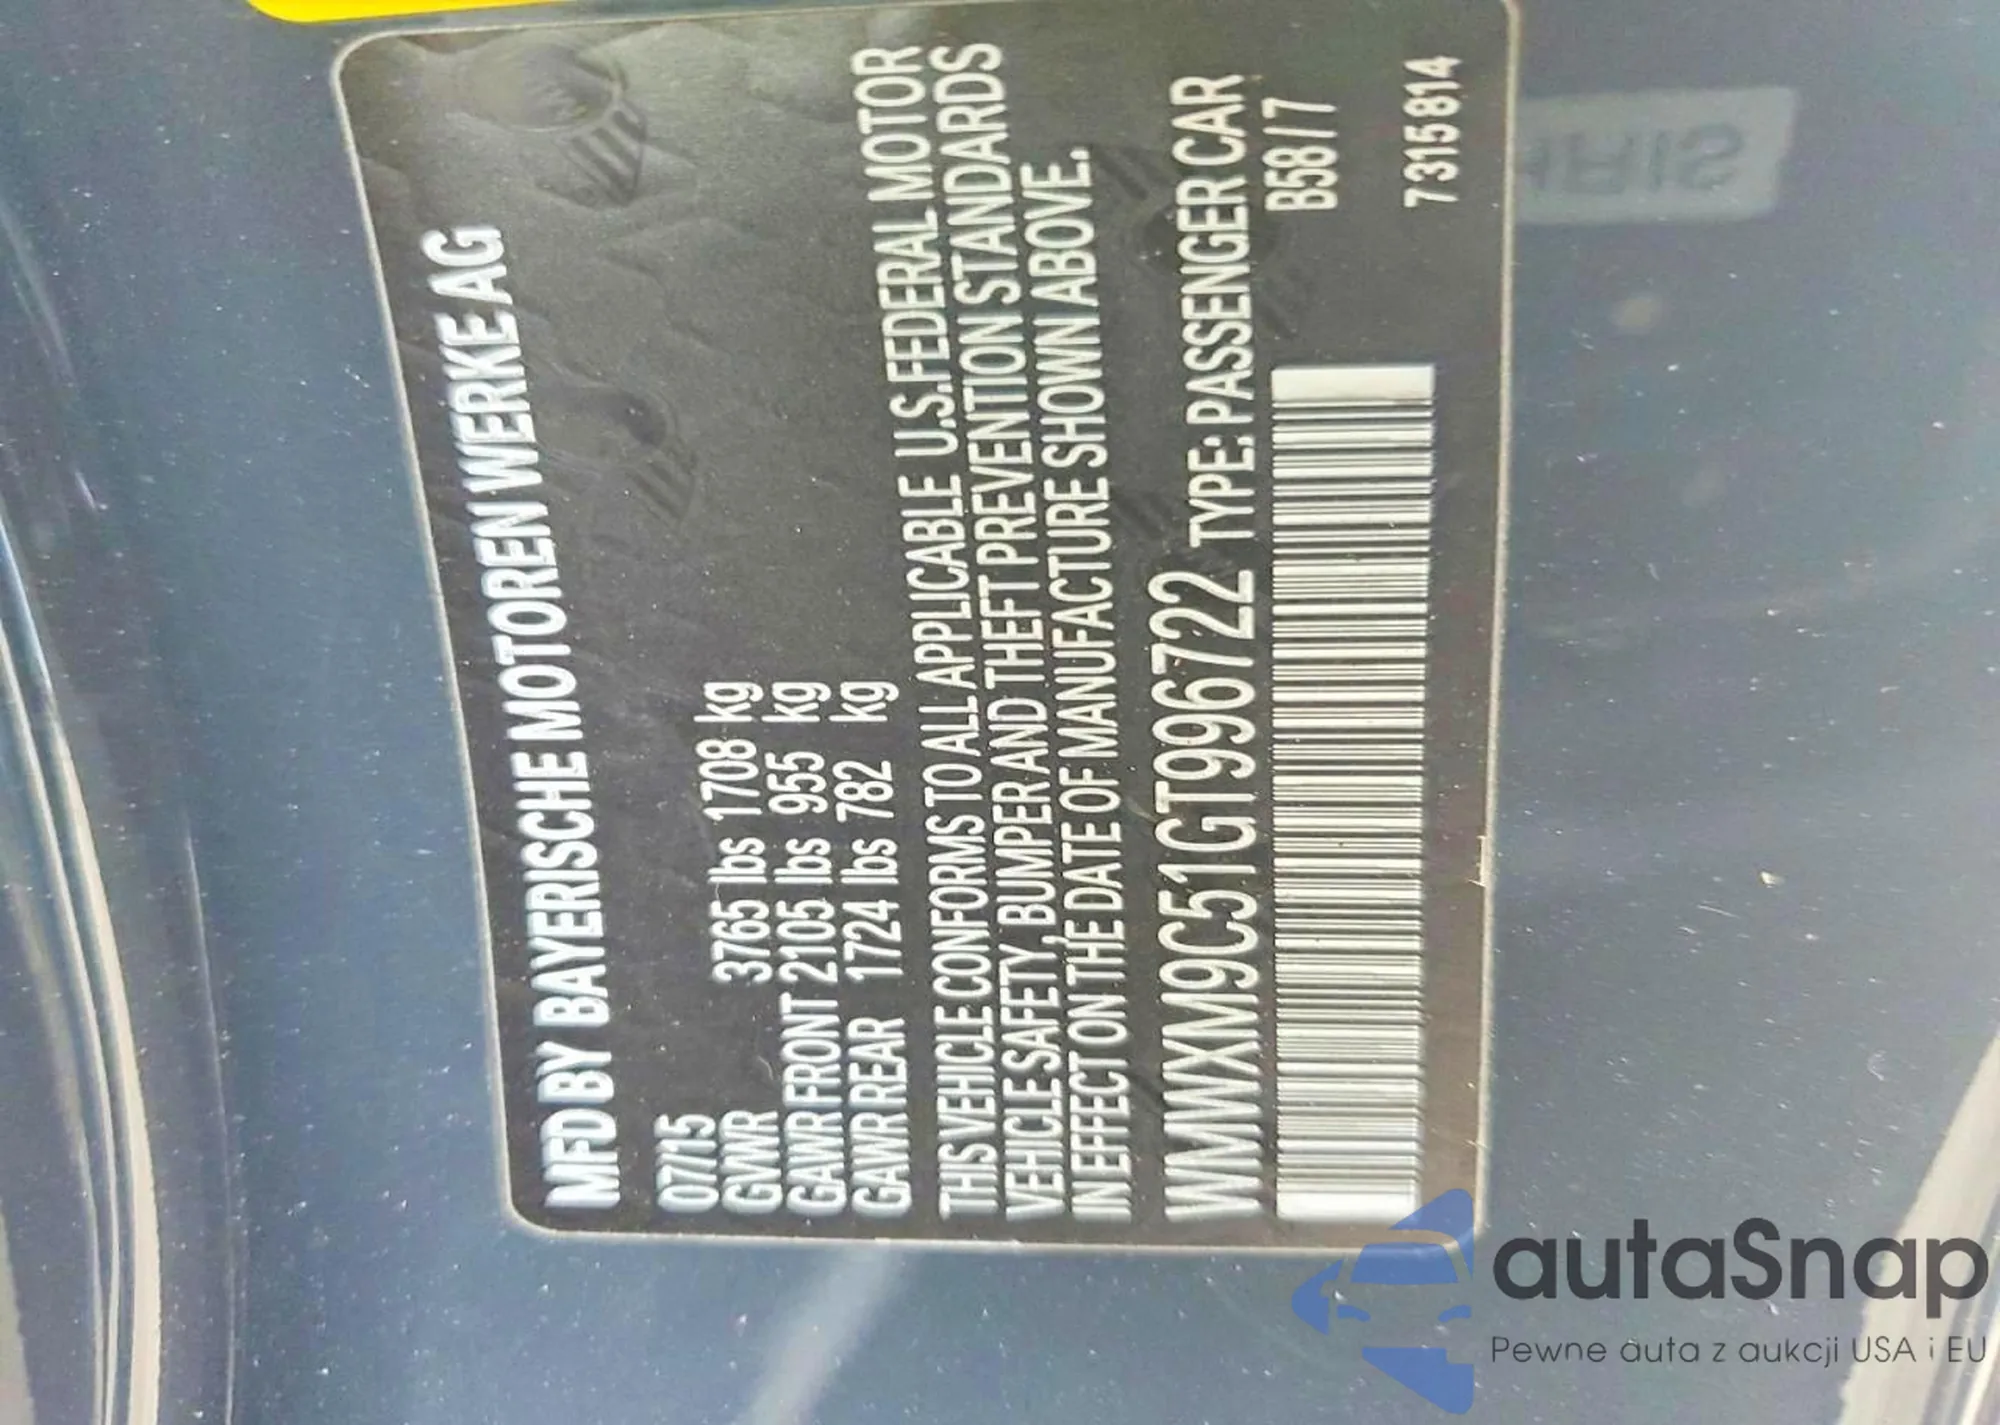 MFD BY BAYERISCHE MOTOREN WERKE AG
07/15
GVWR 3765 lbs 1708 kg
GAWR FRONT 2105 lbs 955 kg
GAWR REAR 1724 lbs 782 kg
THIS VEHICLE CONFORMS TO ALL APPLICABLE U.S.FEDERAL MOTOR
VEHICLE SAFETY, BUMPER AND THEFT PREVENTION STANDARDS
IN EFFECT ON THE DATE OF MANUFACTURE SHOWN ABOVE.
WMWXM9C51GT996722 TYPE: PASSENGER CAR
B58/7
7315814
autaSnap
Pewne auta z aukcji USA i EU